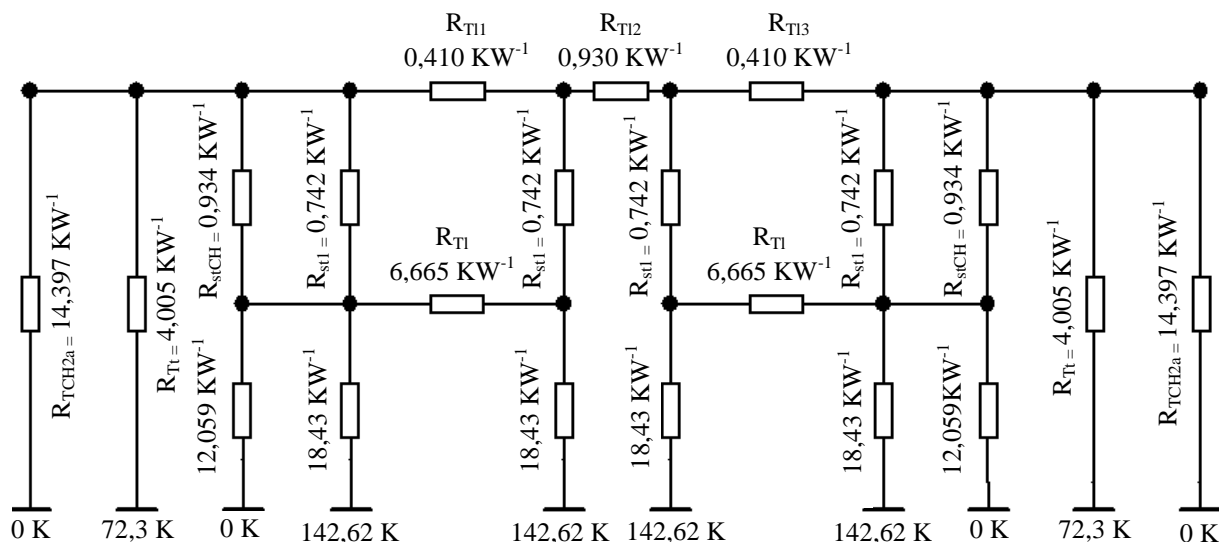 R_Tl1
0,410 KW⁻¹
R_Tl2
0,930 KW⁻¹
R_Tl3
0,410 KW⁻¹
R_TCH2a = 14,397 KW⁻¹
R_Tt = 4,005 KW⁻¹
R_stCH = 0,934 KW⁻¹
R_st1 = 0,742 KW⁻¹
R_Tl
6,665 KW⁻¹
R_st1 = 0,742 KW⁻¹
R_st1 = 0,742 KW⁻¹
R_Tl
6,665 KW⁻¹
R_st1 = 0,742 KW⁻¹
R_stCH = 0,934 KW⁻¹
R_Tt = 4,005 KW⁻¹
R_TCH2a = 14,397 KW⁻¹
12,059 KW⁻¹
18,43 KW⁻¹
18,43 KW⁻¹
18,43 KW⁻¹
18,43 KW⁻¹
12,059KW⁻¹
0 K
72,3 K
0 K
142,62 K
142,62 K
142,62 K
142,62 K
0 K
72,3 K
0 K